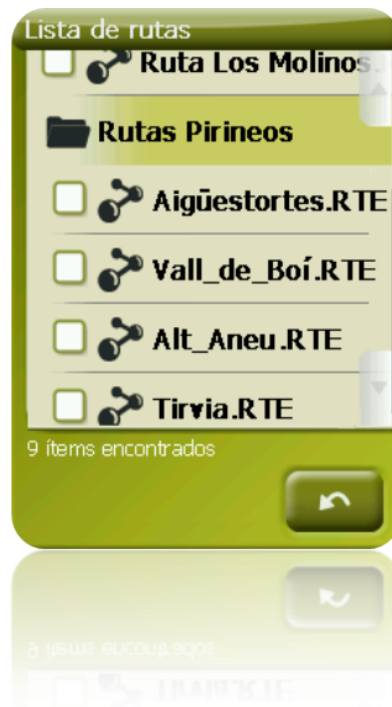 Lista de rutas
Ruta Los Molinos.
Rutas Pirineos
Aigüestortes.RTE
Vall_de_Boí.RTE
Alt_Aneu.RTE
Tirvia.RTE
9 ítems encontrados